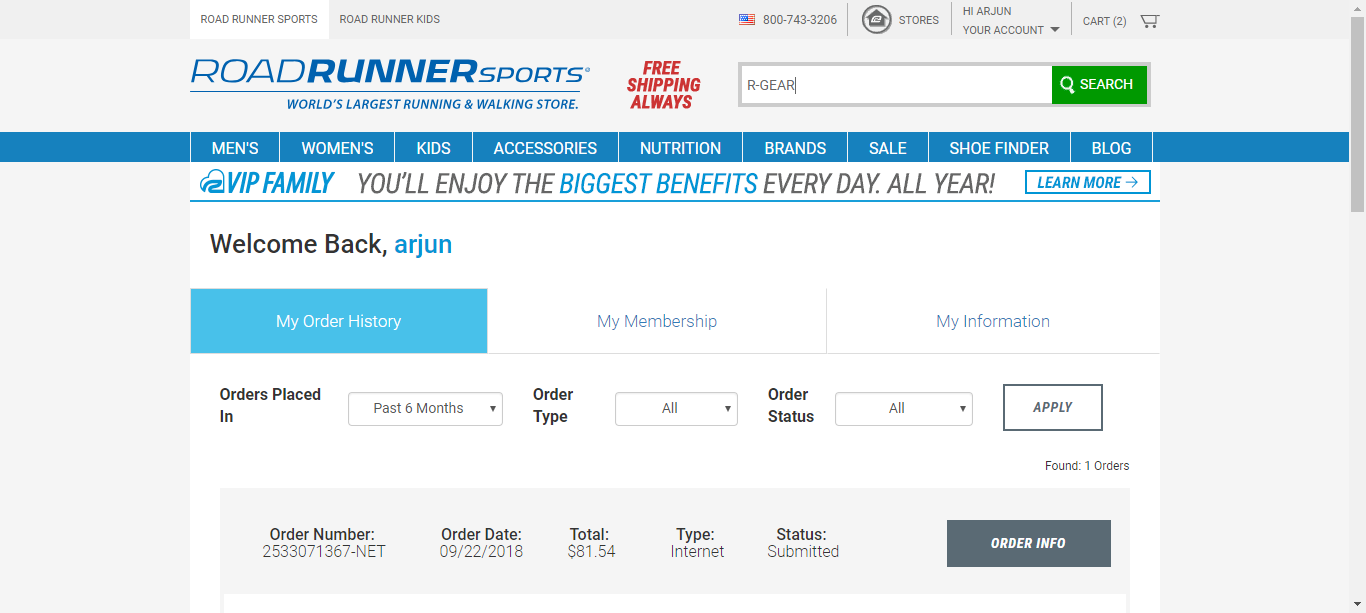 ROAD RUNNER SPORTS
ROAD RUNNER KIDS
800-743-3206
STORES
HI ARJUN
YOUR ACCOUNT
CART (2)
ROADRUNNERSPORTS®
WORLD'S LARGEST RUNNING & WALKING STORE.
FREE
SHIPPING
ALWAYS
R-GEAR
SEARCH
MEN'S
WOMEN'S
KIDS
ACCESSORIES
NUTRITION
BRANDS
SALE
SHOE FINDER
BLOG
VIP FAMILY
YOU'LL ENJOY THE BIGGEST BENEFITS EVERY DAY. ALL YEAR!
LEARN MORE →
Welcome Back, arjun
My Order History
My Membership
My Information
Orders Placed
In
Past 6 Months
Order
Type
All
Order
Status
All
APPLY
Found: 1 Orders
Order Number:
2533071367-NET
Order Date:
09/22/2018
Total:
$81.54
Type:
Internet
Status:
Submitted
ORDER INFO